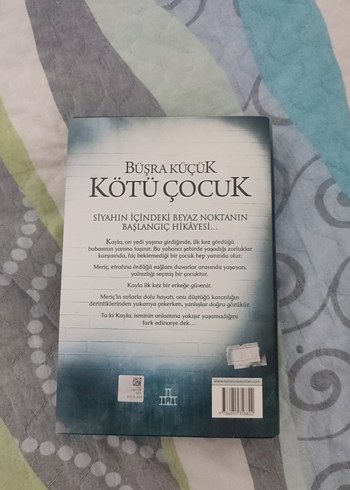 BÜŞRA KÜÇÜK
KÖTÜ ÇOCUK
SİYAHIN İÇİNDEKİ BEYAZ NOKTANIN
BAŞLANGIÇ HİKÂYESİ...
Kayla, on yedi yaşına girdiğinde, ilk kez gördüğü
babasının yanına taşınır. Bu yabancı şehirde yaşadığı zorluklar
karşısında, hiç beklemediği bir çocuk hep yanında olur.
Meriç, etrafına ördüğü sağlam duvarlar arasında yaşayan,
yalnızlığı seçmiş bir çocuktur.
Kayla ilk kez bir erkeğe güvenir.
Meriç'in sırlarla dolu hayatı, onu düştüğü karanlığın
derinliklerinden yukarıya çekerken, yanlışlar doğru gözükür.
Ta ki Kayla, isminin anlamına yakışır yaşamadığını
fark edinceye dek...